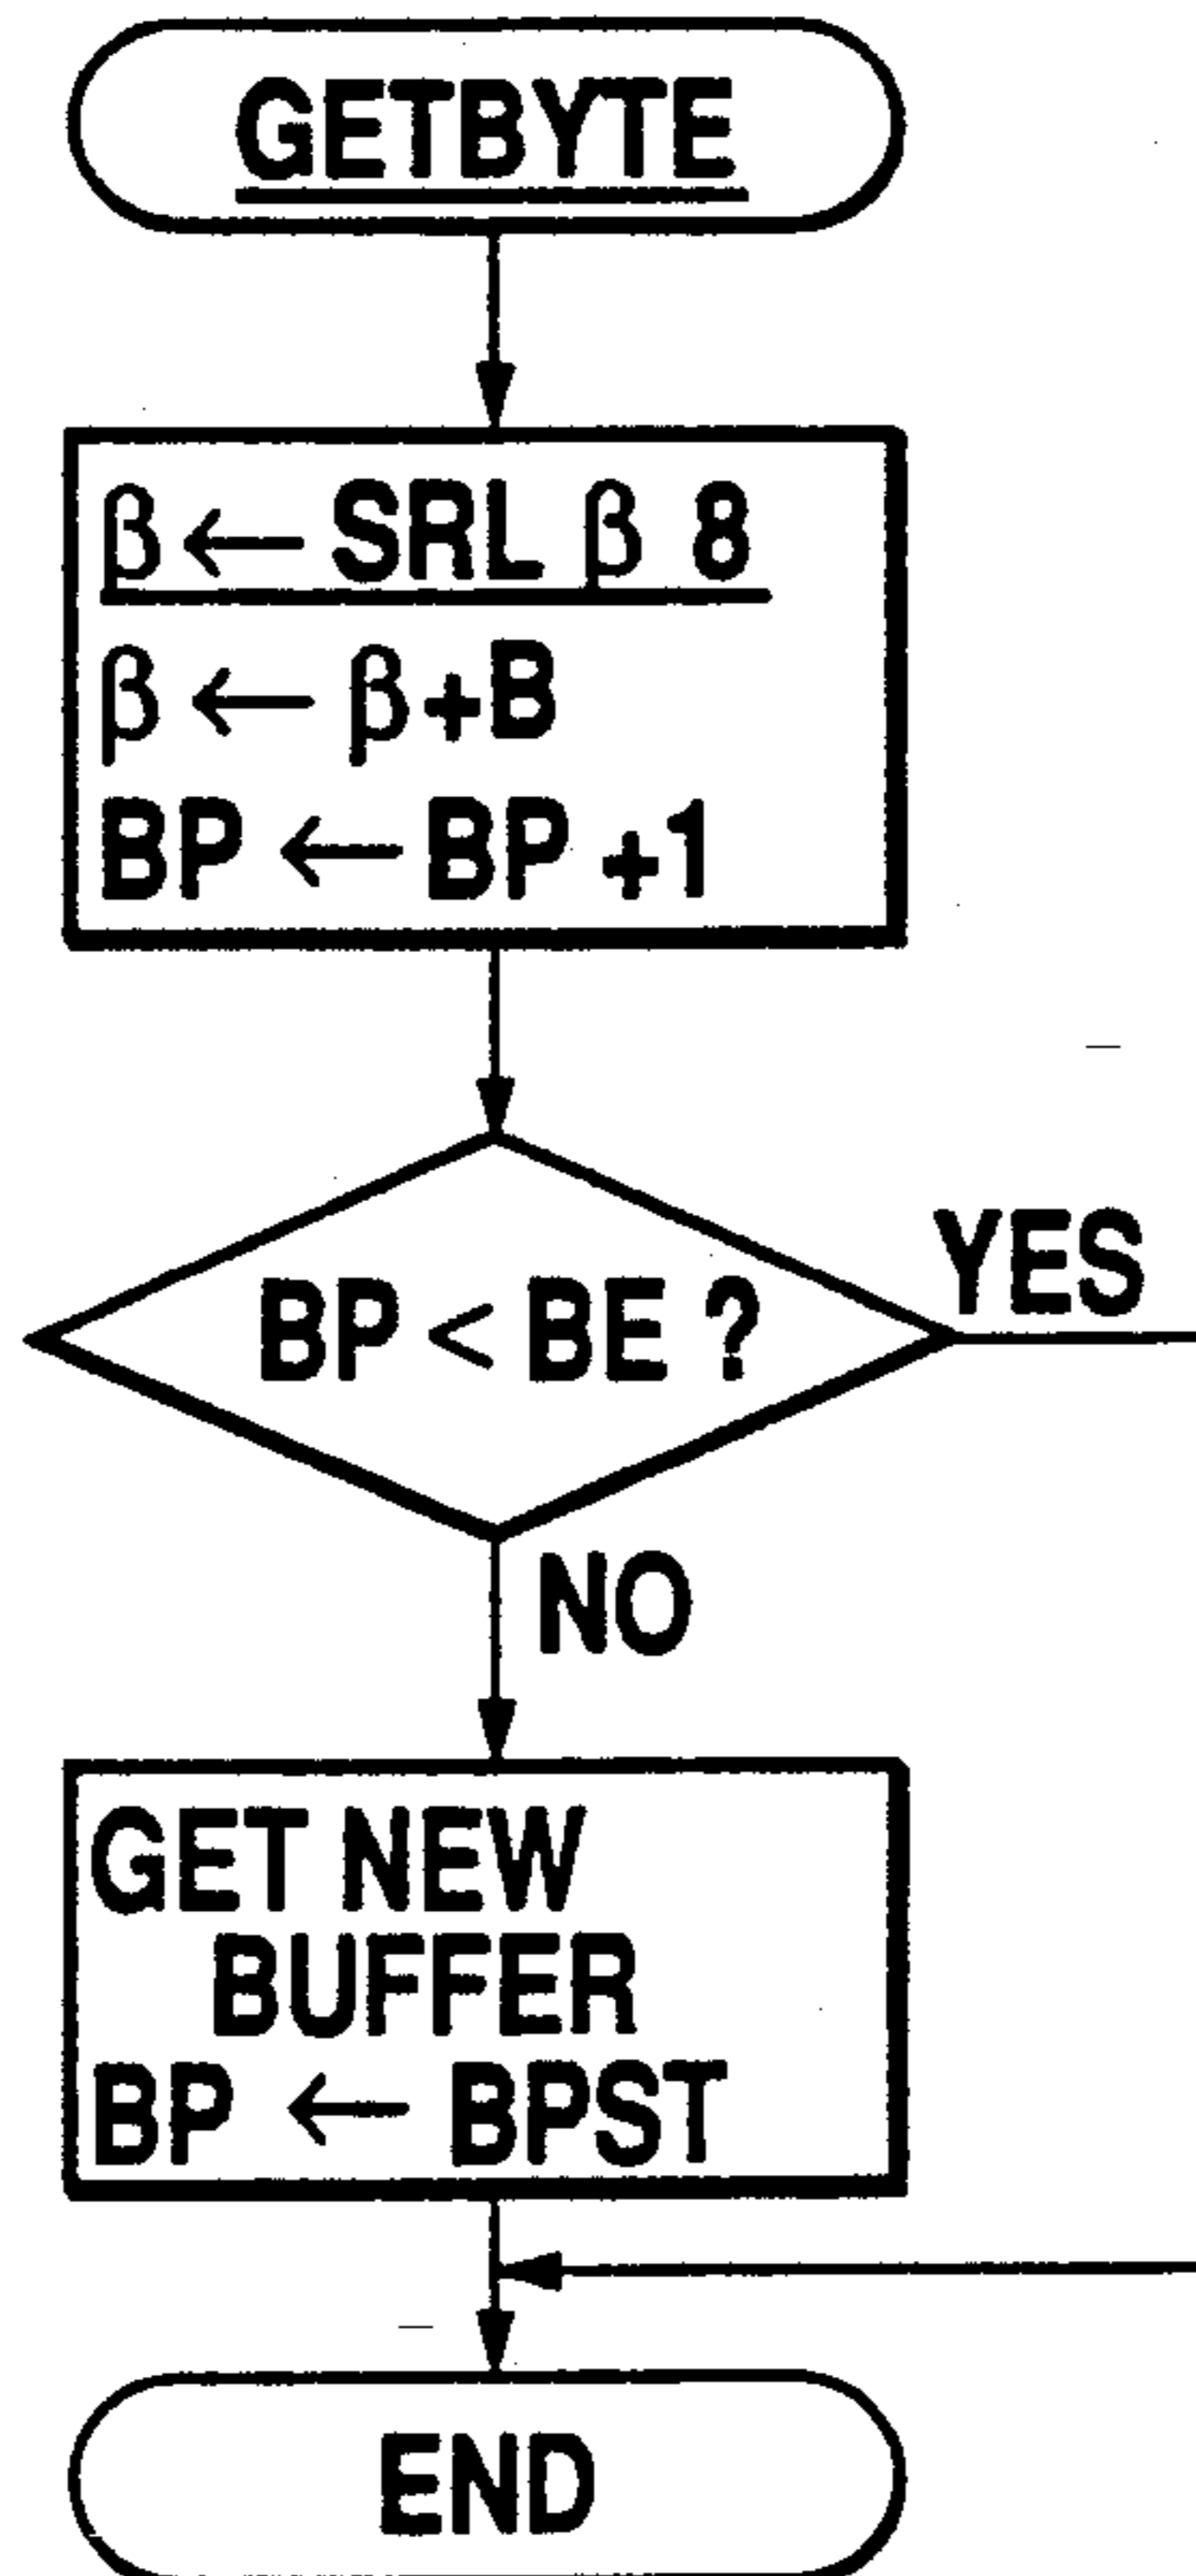 GETBYTE
β ← SRL β 8
β ← β+B
BP ← BP +1
BP < BE ?
YES
NO
GET NEW
BUFFER
BP ← BPST
END